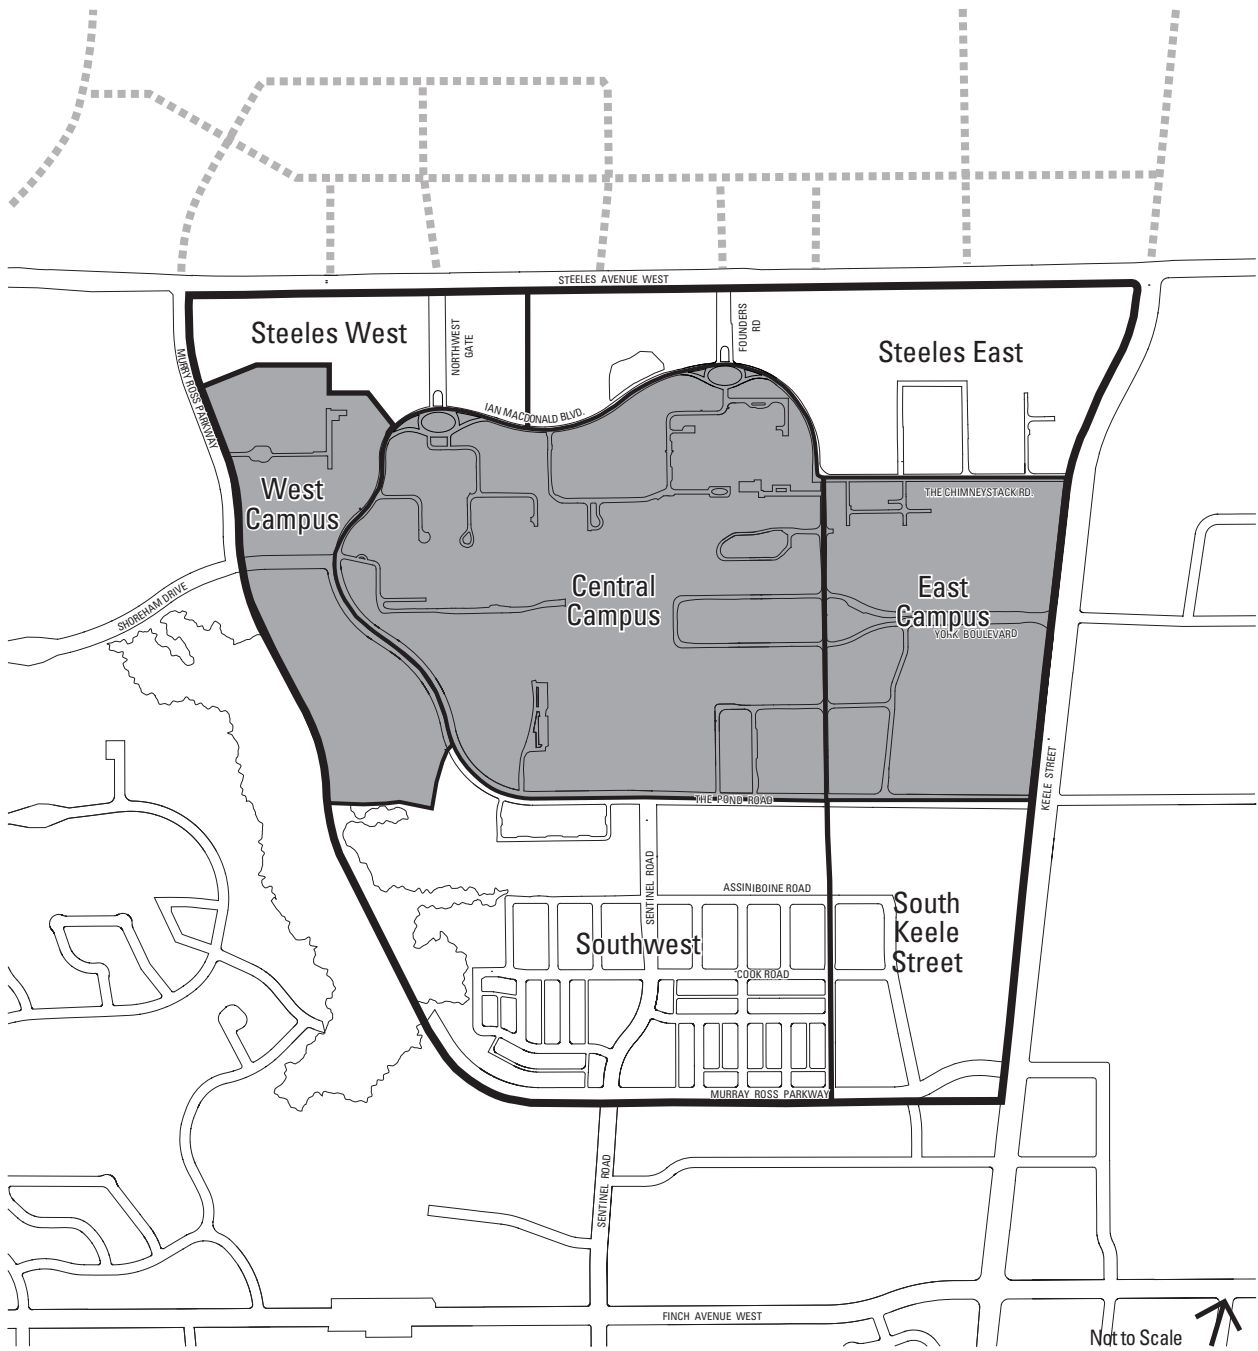 STEELES AVENUE WEST
Steeles West
NORTHWEST
GATE
FOUNDERS
RD
Steeles East
MURRY ROSS PARKWAY
IAN MACDONALD BLVD.
West
Campus
THE CHIMNEYSTACK RD.
SHOREHAM DRIVE
Central
Campus
East
Campus
YORK BOULEVARD
KEELE STREET
THE POND ROAD
SENTINEL ROAD
ASSINIBOINE ROAD
South
Keele
Street
Southwest
COOK ROAD
MURRAY ROSS PARKWAY
SENTINEL ROAD
FINCH AVENUE WEST
Not to Scale